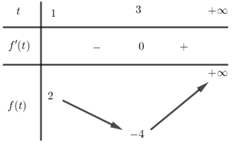 t 1 3 +∞
f′(t) − 0 +
+∞
f(t) 2
−4